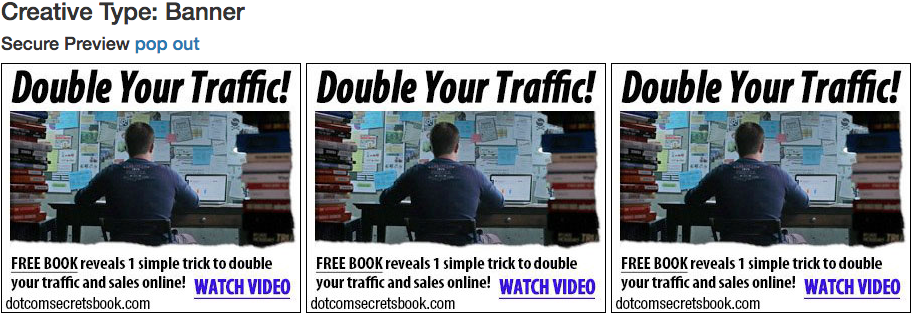 Creative Type: Banner
Secure Preview pop out
Double Your Traffic!
FREE BOOK reveals 1 simple trick to double
your traffic and sales online! WATCH VIDEO
dotcomsecretsbook.com
Double Your Traffic!
FREE BOOK reveals 1 simple trick to double
your traffic and sales online! WATCH VIDEO
dotcomsecretsbook.com
Double Your Traffic!
FREE BOOK reveals 1 simple trick to double
your traffic and sales online! WATCH VIDEO
dotcomsecretsbook.com